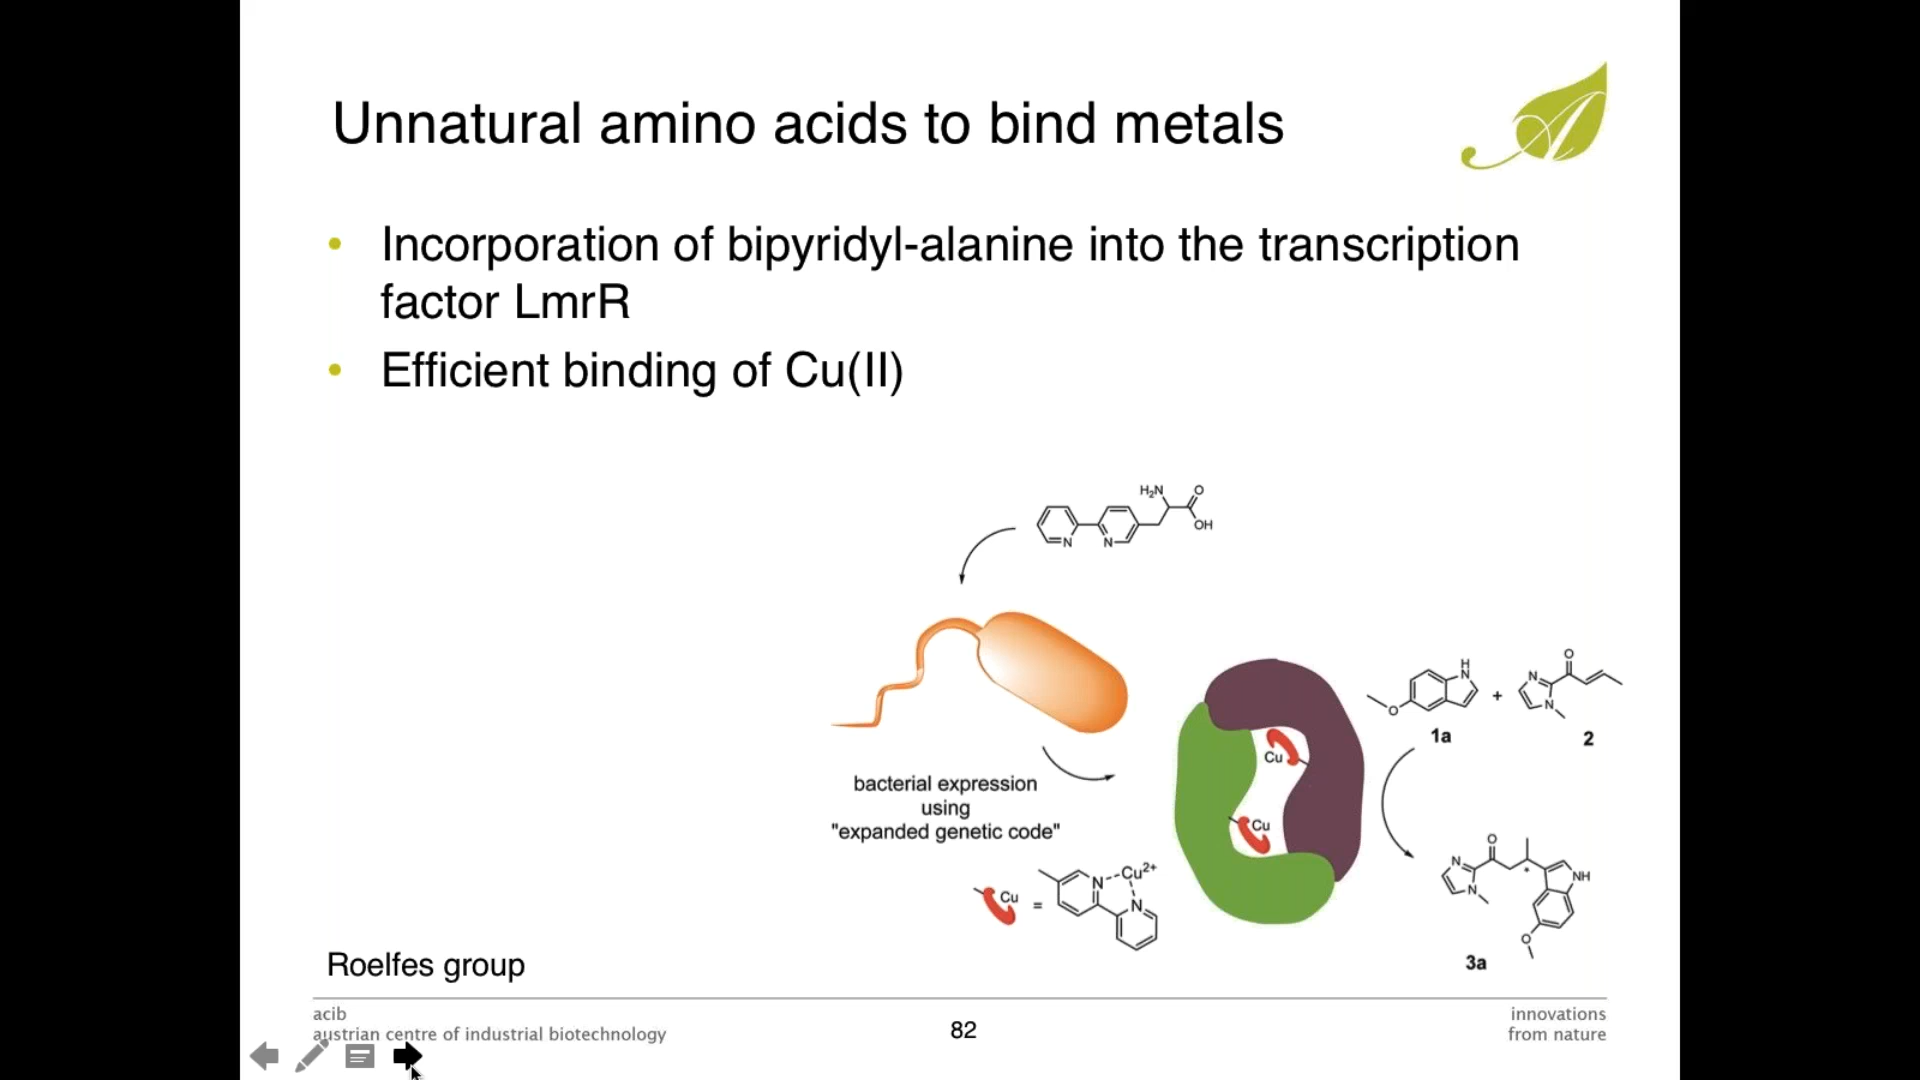 Unnatural amino acids to bind metals
• Incorporation of bipyridyl-alanine into the transcription
factor LmrR
• Efficient binding of Cu(II)
H₂N
O
OH
N
N
H
N
O
+
O
N
N
1a
2
Cu
Cu
bacterial expression
using
"expanded genetic code"
Cu
=
N
Cu²⁺
N
O
N
N
*
NH
O
3a
Roelfes group
acib
austrian centre of industrial biotechnology
82
innovations
from nature